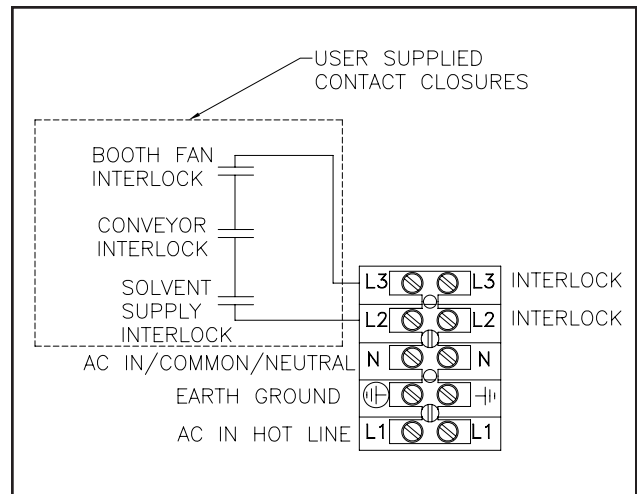 USER SUPPLIED
CONTACT CLOSURES
BOOTH FAN
INTERLOCK
CONVEYOR
INTERLOCK
SOLVENT
SUPPLY
INTERLOCK
L3 L3 INTERLOCK
L2 L2 INTERLOCK
AC IN/COMMON/NEUTRAL N N
EARTH GROUND
AC IN HOT LINE L1 L1